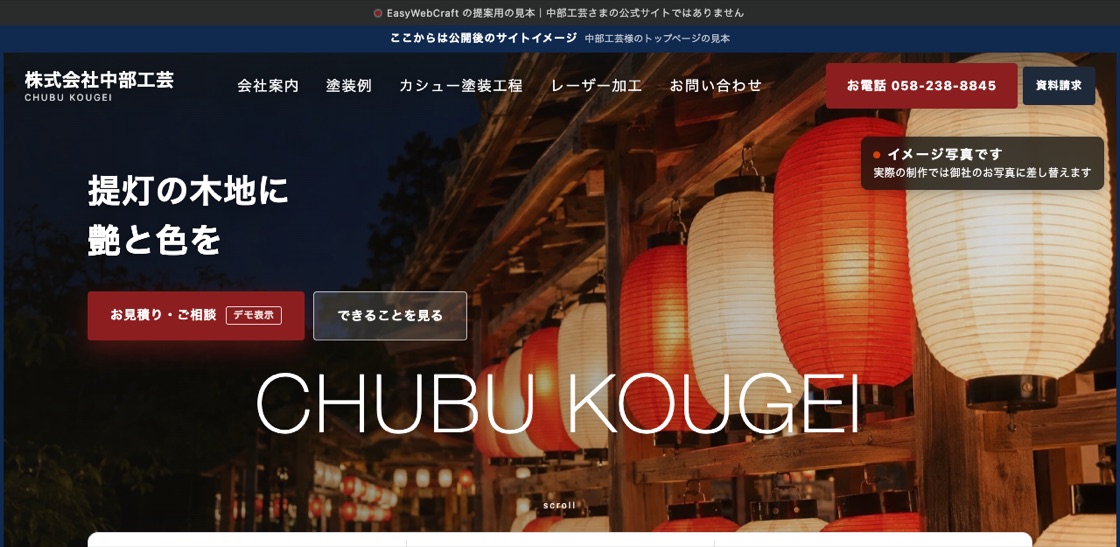 EasyWebCraft の提案用の見本｜中部工芸さまの公式サイトではありません
ここからは公開後のサイトイメージ 中部工芸様のトップページの見本
株式会社中部工芸
CHUBU KOUGEI
会社案内 塗装例 カシュー塗装工程 レーザー加工 お問い合わせ
お電話 058-238-8845
資料請求
イメージ写真です
実際の制作では御社のお写真に差し替えます
提灯の木地に
艶と色を
お見積り・ご相談 デモ表示
できることを見る
CHUBU KOUGEI
scroll